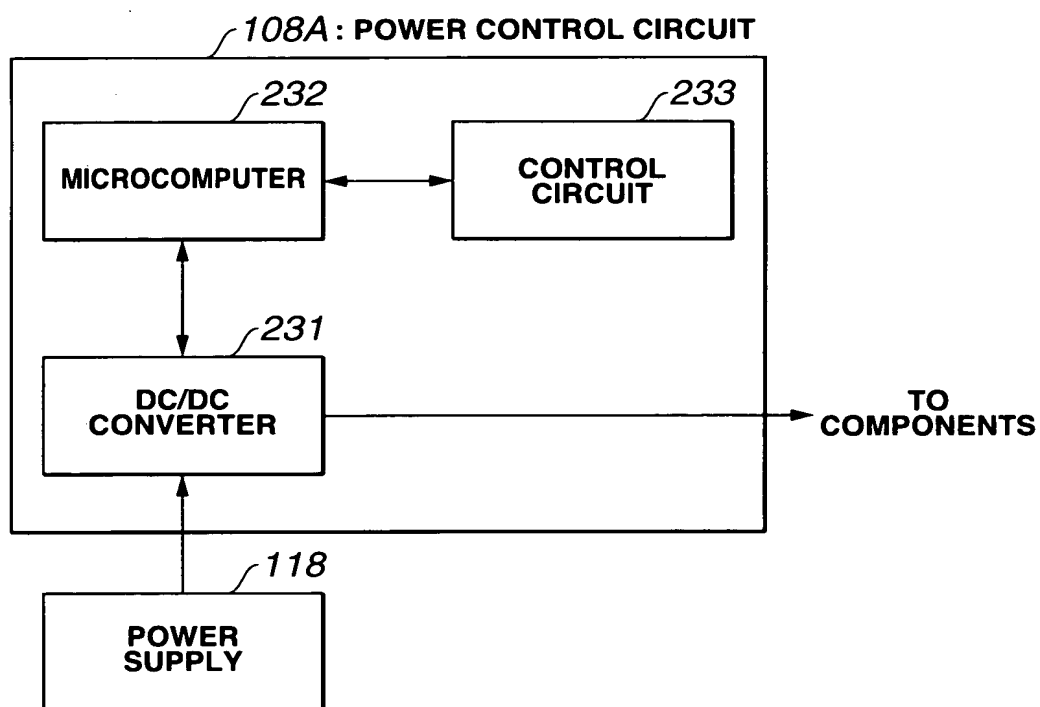 108A : POWER CONTROL CIRCUIT
232
233
MICROCOMPUTER
CONTROL
CIRCUIT
231
DC/DC
CONVERTER
TO
COMPONENTS
118
POWER
SUPPLY